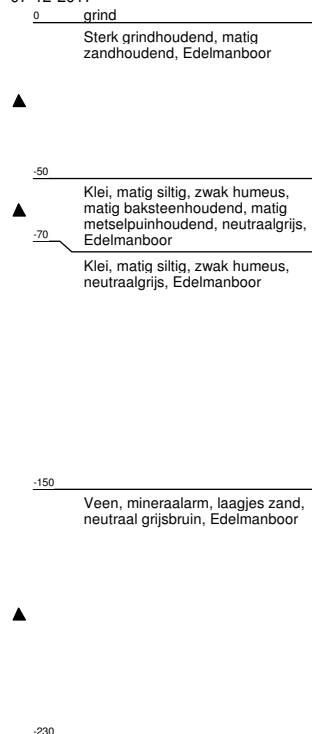 0 grind
Sterk grindhoudend, matig
zandhoudend, Edelmanboor
-50
Klei, matig siltig, zwak humeus,
matig baksteenhoudend, matig
metselpuinhoudend, neutraalgrijs,
Edelmanboor
-70
Klei, matig siltig, zwak humeus,
neutraalgrijs, Edelmanboor
-150
Veen, mineraalarm, laagjes zand,
neutraal grijsbruin, Edelmanboor
-230